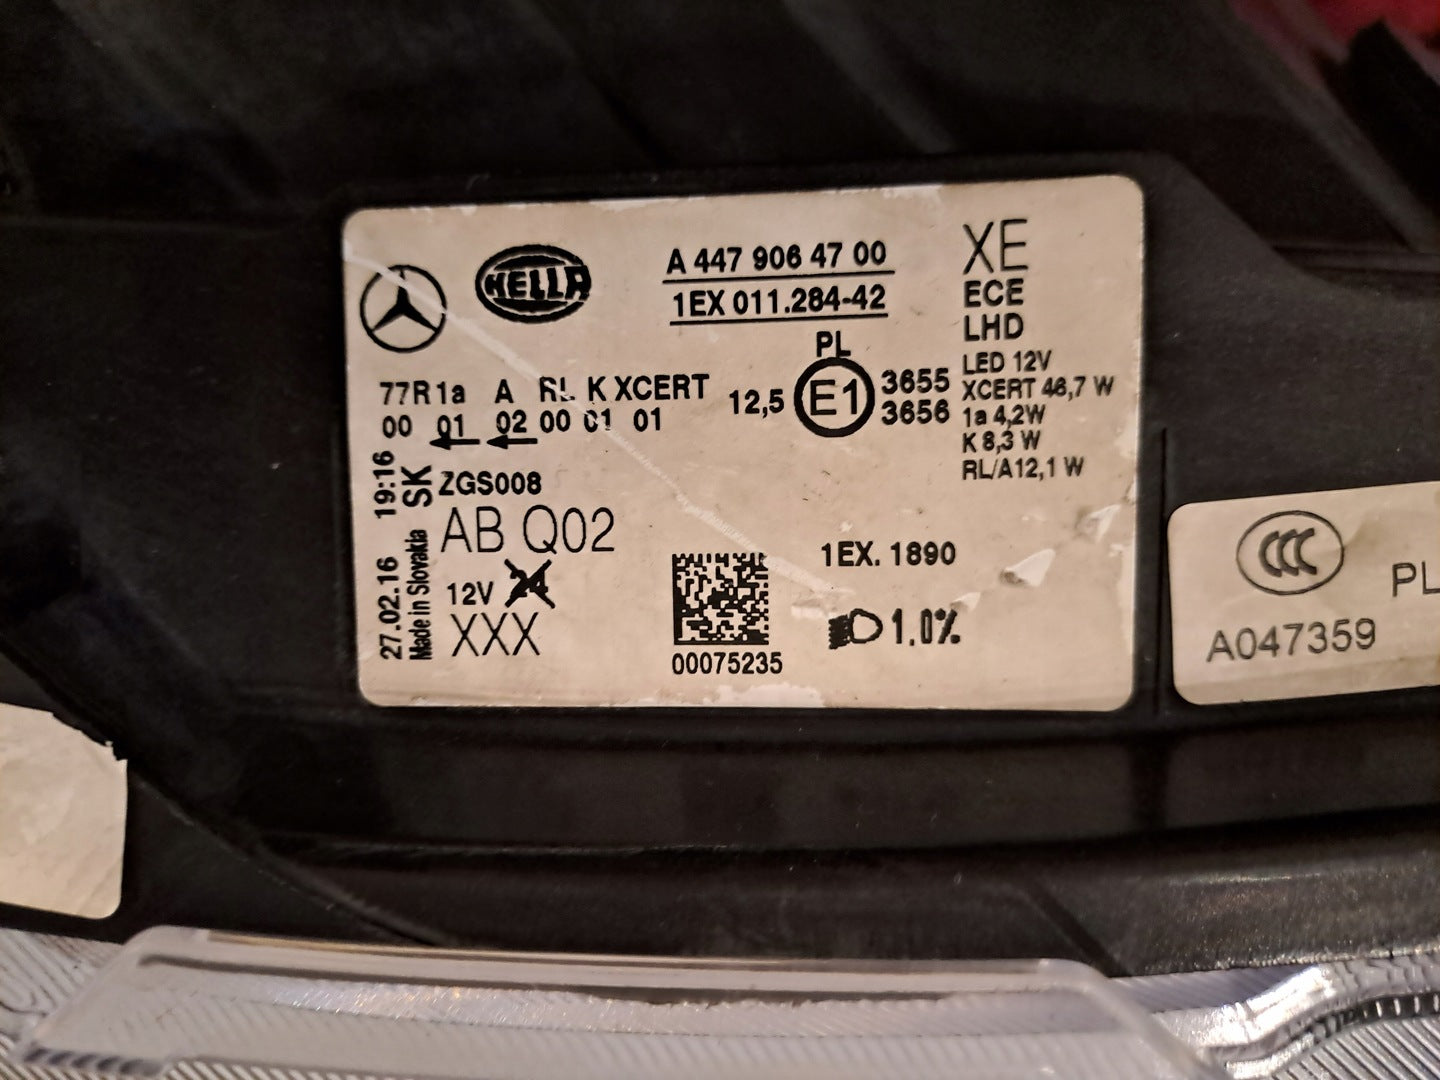 HELLA
A 447 906 47 00
1EX 011.284-42
XE
ECE
LHD
LED 12V
XCERT 46,7 W
1a 4,2W
K 8,3 W
RL/A12,1 W
PL
77R 1a A RL K XCERT
00 01 02 00 01 01
12,5 E1 3655
3656
27.02.16 19:16
Made in Slovakia SK
ZGS008
AB Q02
12V
XXX
00075235
1EX. 1890
1.0%
CCC
PL
A047359